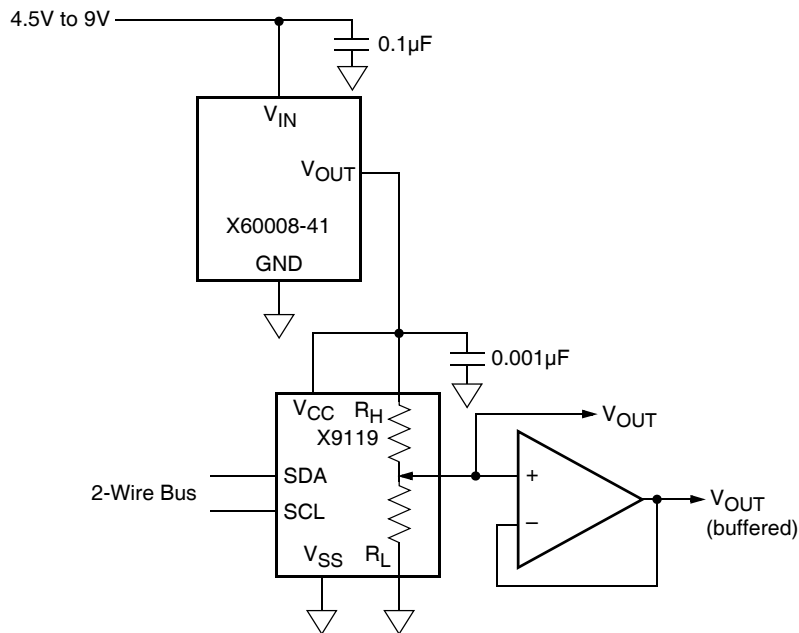 4.5V to 9V
0.1µF
VIN
VOUT
X60008-41
GND
0.001µF
VCC
RH
X9119
VOUT
SDA
+
2-Wire Bus
VOUT
SCL
–
(buffered)
VSS
RL